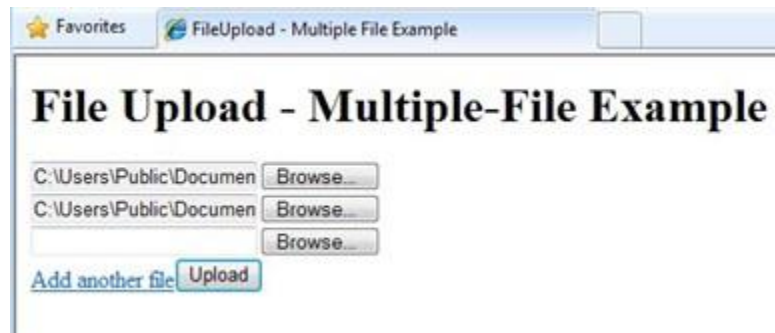 Favorites
FileUpload - Multiple File Example
File Upload - Multiple-File Example
C:\Users\Public\Documen Browse...
C:\Users\Public\Documen Browse...
Browse...
Add another file Upload